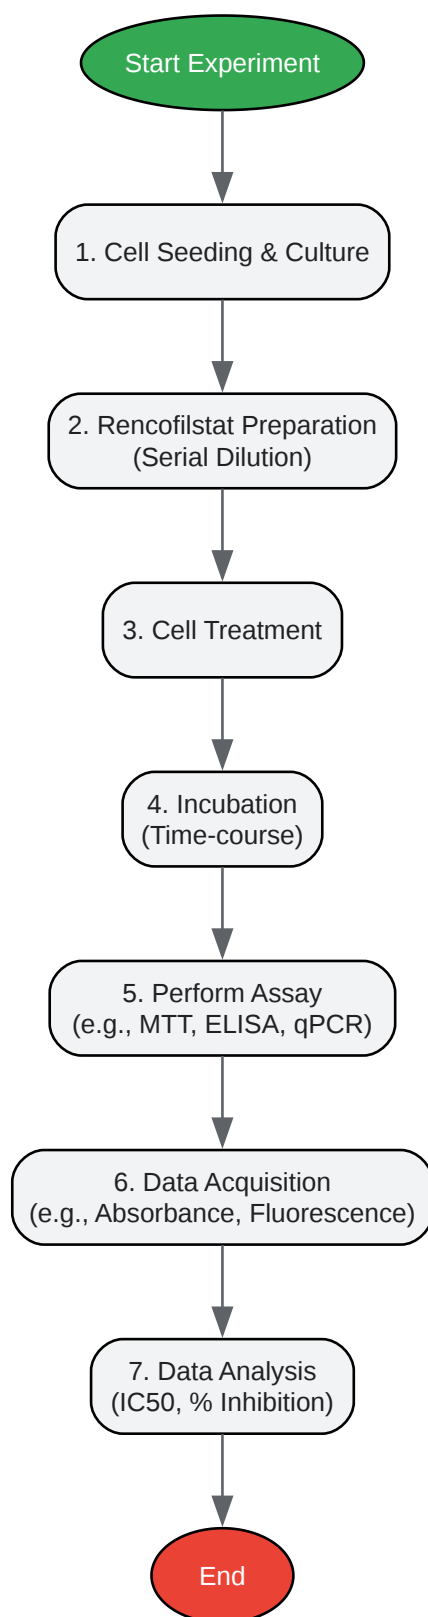 Start Experiment
1. Cell Seeding & Culture
2. Rencofilstat Preparation
(Serial Dilution)
3. Cell Treatment
4. Incubation
(Time-course)
5. Perform Assay
(e.g., MTT, ELISA, qPCR)
6. Data Acquisition
(e.g., Absorbance, Fluorescence)
7. Data Analysis
(IC50, % Inhibition)
End